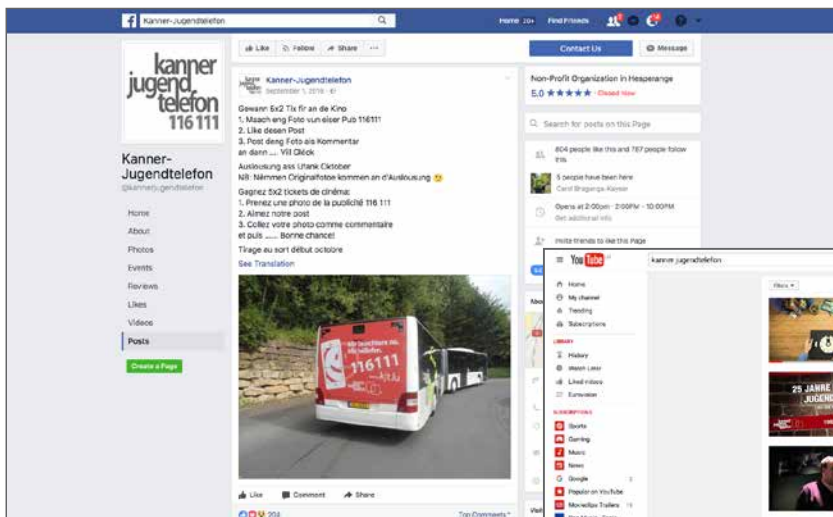 Kanner-Jugendtelefon
Home 20+
Find Friends
kanner
jugend
telefon
116 111
Kanner-
Jugendtelefon
@kannerjugendtelefon
Home
About
Photos
Events
Reviews
Likes
Videos
Posts
Create a Page
Like
Follow
Share
Kanner-Jugendtelefon
September 1, 2016
Gewann 5x2 Tix fir an de Kino
1. Maach eng Foto vun eiser Pub 116111
2. Like desen Post
3. Post deng Foto als Kommentar
an dann .... Vill Gléck
Auslousung ass Ufank Oktober
NB: Nëmmen Originalfotoe kommen an d'Auslousung
Gagnez 5x2 tickets de cinéma:
1. Prenez une photo de la publicité 116 111
2. Aimez notre post
3. Collez votre photo comme commentaire
et puis ...... Bonne chance!
Tirage au sort début octobre
See Translation
116111
Like
Comment
Share
204
Top Comments
Contact Us
Message
Non-Profit Organization in Hesperange
5.0 ★★★★★ · Closed Now
Search for posts on this Page
804 people like this and 787 people follow
this
5 people have been here
Opens at 2:00pm · 2:00PM - 10:00PM
Get additional info
Invite friends to like this Page
YouTube
kanner jugendtelefon
Home
My channel
Trending
Subscriptions
LIBRARY
History
Watch Later
Liked videos
Eurovision
SUBSCRIPTIONS
Sports
Gaming
Music
News
Google
Popular on YouTube
Movieclips Trailers
Filters
25 JAHRE